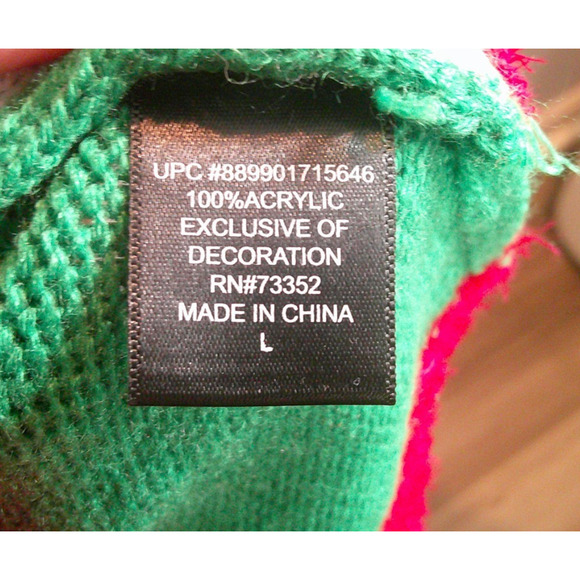 UPC #889901715646
100%ACRYLIC
EXCLUSIVE OF
DECORATION
RN#73352
MADE IN CHINA
L